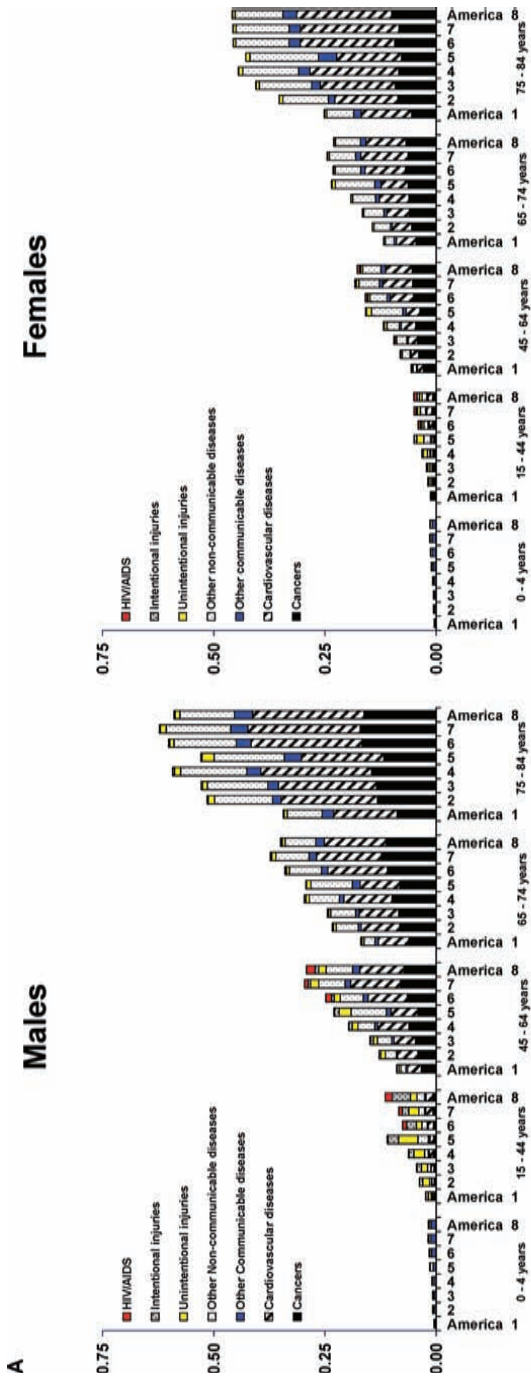 A
Males
0.75
0.50
0.25
0.00
HIV/AIDS
Intentional injuries
Unintentional injuries
Other Non-communicable diseases
Other Communicable diseases
Cardiovascular diseases
Cancers
America 1 2 3 4 5 6 7 America 8
America 1 2 3 4 5 6 7 America 8
America 1 2 3 4 5 6 7 America 8
America 1 2 3 4 5 6 7 America 8
America 1 2 3 4 5 6 7 America 8
0 - 4 years 15 - 44 years 45 - 64 years 65 - 74 years 75 - 84 years
Females
0.75
0.50
0.25
0.00
HIV/AIDS
Intentional injuries
Unintentional injuries
Other non-communicable diseases
Other communicable diseases
Cardiovascular diseases
Cancers
America 1 2 3 4 5 6 7 America 8
America 1 2 3 4 5 6 7 America 8
America 1 2 3 4 5 6 7 America 8
America 1 2 3 4 5 6 7 America 8
America 1 2 3 4 5 6 7 America 8
0 - 4 years 15 - 44 years 45 - 64 years 65 - 74 years 75 - 84 years